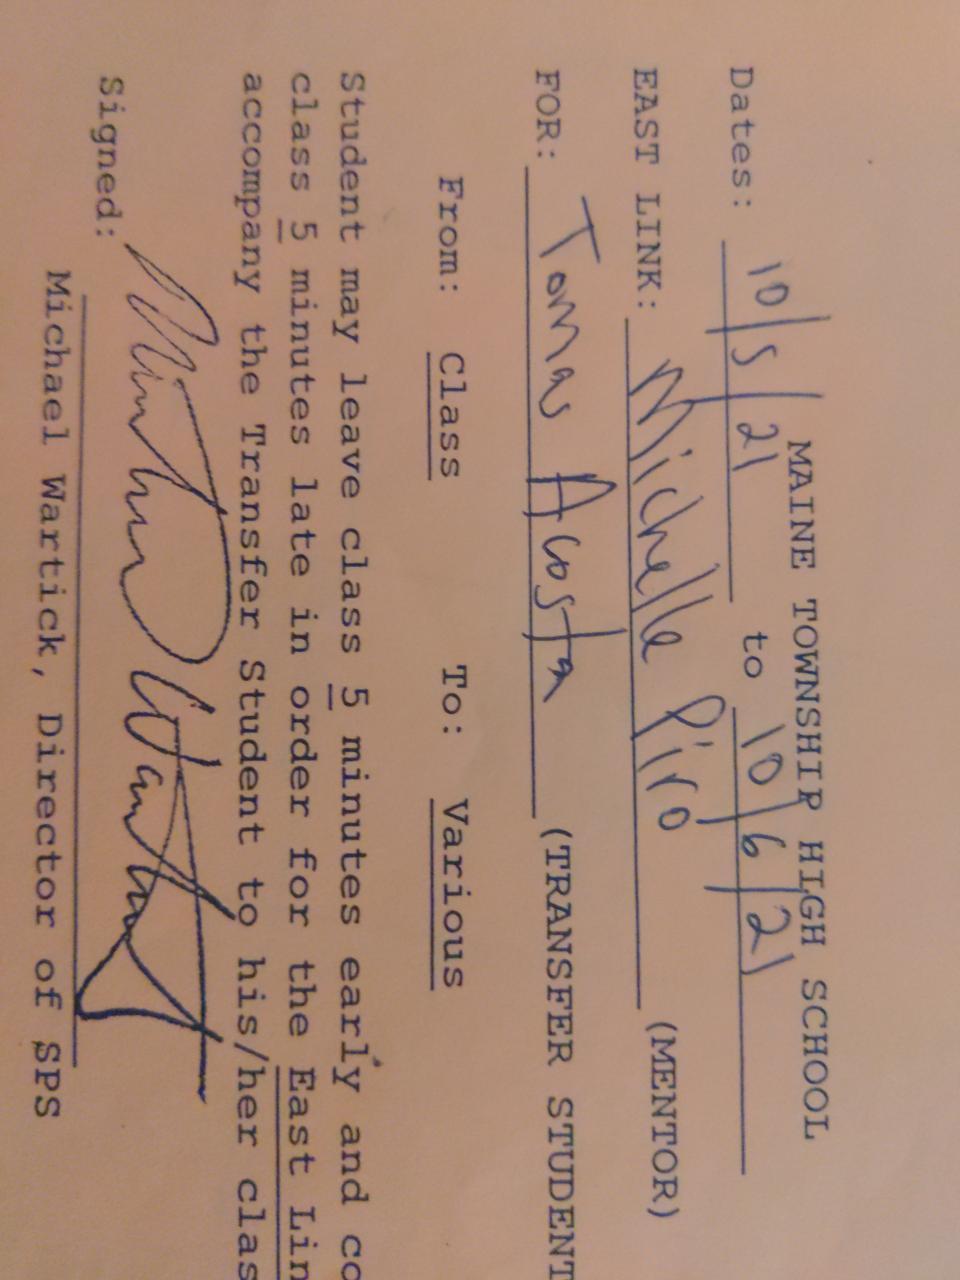 MAINE TOWNSHIP HIGH SCHOOL
Dates: 10/5/21 to 10/6/21
EAST LINK: Michelle Piro (MENTOR)
FOR: Tomas Acosta (TRANSFER STUDENT
From: Class To: Various
Student may leave class 5 minutes early and co
class 5 minutes late in order for the East Lin
accompany the Transfer Student to his/her clas
Signed:
Michael Wartick, Director of SPS